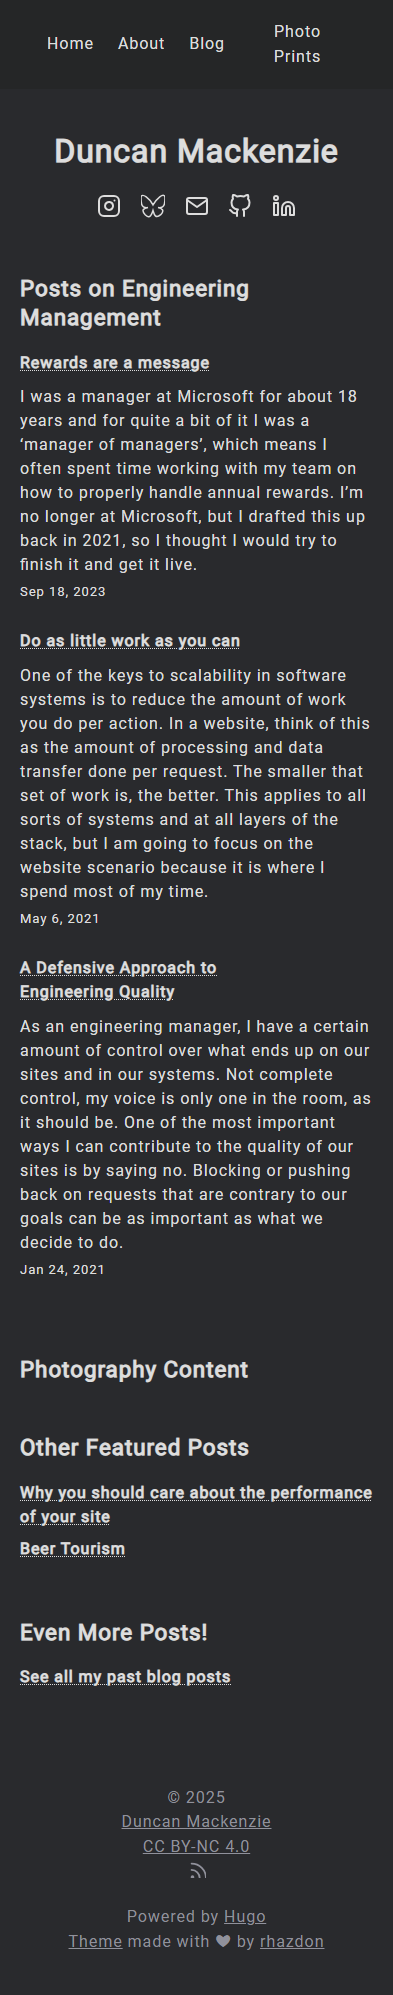 Home About Blog Photo
Prints
Duncan Mackenzie
Posts on Engineering
Management
Rewards are a message
I was a manager at Microsoft for about 18
years and for quite a bit of it I was a
‘manager of managers’, which means I
often spent time working with my team on
how to properly handle annual rewards. I’m
no longer at Microsoft, but I drafted this up
back in 2021, so I thought I would try to
finish it and get it live.
Sep 18, 2023
Do as little work as you can
One of the keys to scalability in software
systems is to reduce the amount of work
you do per action. In a website, think of this
as the amount of processing and data
transfer done per request. The smaller that
set of work is, the better. This applies to all
sorts of systems and at all layers of the
stack, but I am going to focus on the
website scenario because it is where I
spend most of my time.
May 6, 2021
A Defensive Approach to
Engineering Quality
As an engineering manager, I have a certain
amount of control over what ends up on our
sites and in our systems. Not complete
control, my voice is only one in the room, as
it should be. One of the most important
ways I can contribute to the quality of our
sites is by saying no. Blocking or pushing
back on requests that are contrary to our
goals can be as important as what we
decide to do.
Jan 24, 2021
Photography Content
Other Featured Posts
Why you should care about the performance
of your site
Beer Tourism
Even More Posts!
See all my past blog posts
© 2025
Duncan Mackenzie
CC BY-NC 4.0
Powered by Hugo
Theme made with ❤ by rhazdon